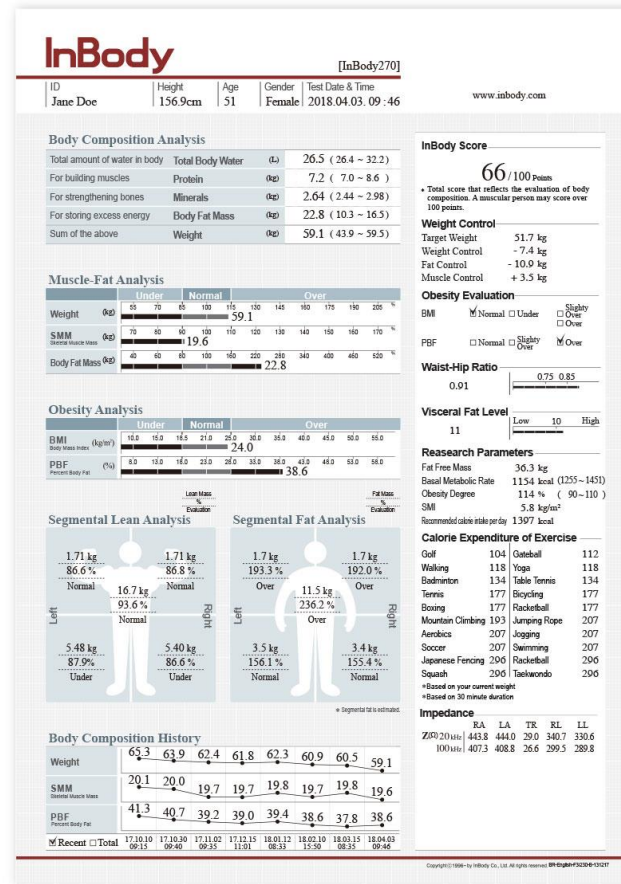 InBody
[InBody270]
ID Height Age Gender Test Date & Time
Jane Doe 156.9cm 51 Female 2018.04.03. 09 : 46
www.inbody.com
Body Composition Analysis
Total amount of water in body Total Body Water (L) 26.5 ( 26.4 ~ 32.2)
For building muscles Protein (kg) 7.2 ( 7.0 ~ 8.6 )
For strengthening bones Minerals (kg) 2.64 ( 2.44 ~ 2.98)
For storing excess energy Body Fat Mass (kg) 22.8 ( 10.3 ~ 16.5)
Sum of the above Weight (kg) 59.1 ( 43.9 ~ 59.5)
Muscle-Fat Analysis
Under Normal Over
Weight (kg) 55 70 85 100 115 130 145 160 175 190 205 %
59.1
SMM (kg) 70 80 90 100 110 120 130 140 150 160 170 %
Skeletal Muscle Mass 19.6
Body Fat Mass (kg) 40 60 80 100 160 220 280 340 400 460 520 %
22.8
Obesity Analysis
Under Normal Over
BMI (kg/m²) 10.0 15.0 18.5 21.0 25.0 30.0 35.0 40.0 45.0 50.0 55.0
Body Mass Index 24.0
PBF (%) 8.0 13.0 18.0 23.0 28.0 33.0 38.0 43.0 48.0 53.0 58.0
Percent Body Fat 38.6
Lean Mass
%
Evaluation
Segmental Lean Analysis
1.71 kg 1.71 kg
86.6 % 86.8 %
Normal Normal
16.7 kg
93.6 %
Normal
Left Right
5.48 kg 5.40 kg
87.9% 86.6 %
Under Under
Fat Mass
%
Evaluation
Segmental Fat Analysis
1.7 kg 1.7 kg
193.3 % 192.0 %
Over Over
11.5 kg
236.2 %
Over
Left Right
3.5 kg 3.4 kg
156.1 % 155.4 %
Normal Normal
* Segmental fat is estimated.
Body Composition History
Weight 65.3 63.9 62.4 61.8 62.3 60.9 60.5 59.1
SMM 20.1 20.0 19.7 19.7 19.8 19.7 19.8 19.6
Skeletal Muscle Mass
PBF 41.3 40.7 39.2 39.0 39.4 38.6 37.8 38.6
Percent Body Fat
Recent Total 17.10.10 17.10.30 17.11.02 17.12.15 18.01.12 18.02.10 18.03.15 18.04.03
09:15 09:40 09:35 11:01 08:33 15:50 08:35 09:46
InBody Score
66/100 Points
* Total score that reflects the evaluation of body
composition. A muscular person may score over
100 points.
Weight Control
Target Weight 51.7 kg
Weight Control - 7.4 kg
Fat Control - 10.9 kg
Muscle Control + 3.5 kg
Obesity Evaluation
BMI Normal Under Slighty Over
Over
PBF Normal Slighty Over Over
Waist-Hip Ratio
0.91 0.75 0.85
Visceral Fat Level
11 Low 10 High
Reasearch Parameters
Fat Free Mass 36.3 kg
Basal Metabolic Rate 1154 kcal (1255 ~ 1451)
Obesity Degree 114 % ( 90~110 )
SMI 5.8 kg/m²
Recommended calorie intake per day 1397 kcal
Calorie Expenditure of Exercise
Golf 104 Gateball 112
Walking 118 Yoga 118
Badminton 134 Table Tennis 134
Tennis 177 Bicycling 177
Boxing 177 Racketball 177
Mountain Climbing 193 Jumping Rope 207
Aerobics 207 Jogging 207
Soccer 207 Swimming 207
Japanese Fencing 296 Racketball 296
Squash 296 Taekwondo 296
*Based on your current weight
*Based on 30 minute duration
Impedance
RA LA TR RL LL
Z(Ω) 20 kHz 443.8 444.0 29.0 340.7 330.6
100 kHz 407.3 408.8 26.6 299.5 289.8
Copyright ⓒ 1996~ by InBody Co., Ltd. All rights reserved. BR-English-F3/230-B-131217